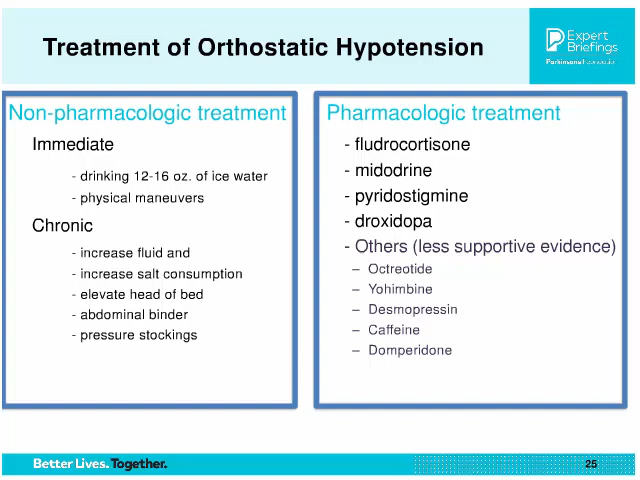 Treatment of Orthostatic Hypotension
Expert
Briefings
Parkinson's Foundation
Non-pharmacologic treatment
Immediate
- drinking 12-16 oz. of ice water
- physical maneuvers
Chronic
- increase fluid and
- increase salt consumption
- elevate head of bed
- abdominal binder
- pressure stockings
Pharmacologic treatment
- fludrocortisone
- midodrine
- pyridostigmine
- droxidopa
- Others (less supportive evidence)
– Octreotide
– Yohimbine
– Desmopressin
– Caffeine
– Domperidone
Better Lives. Together.
25